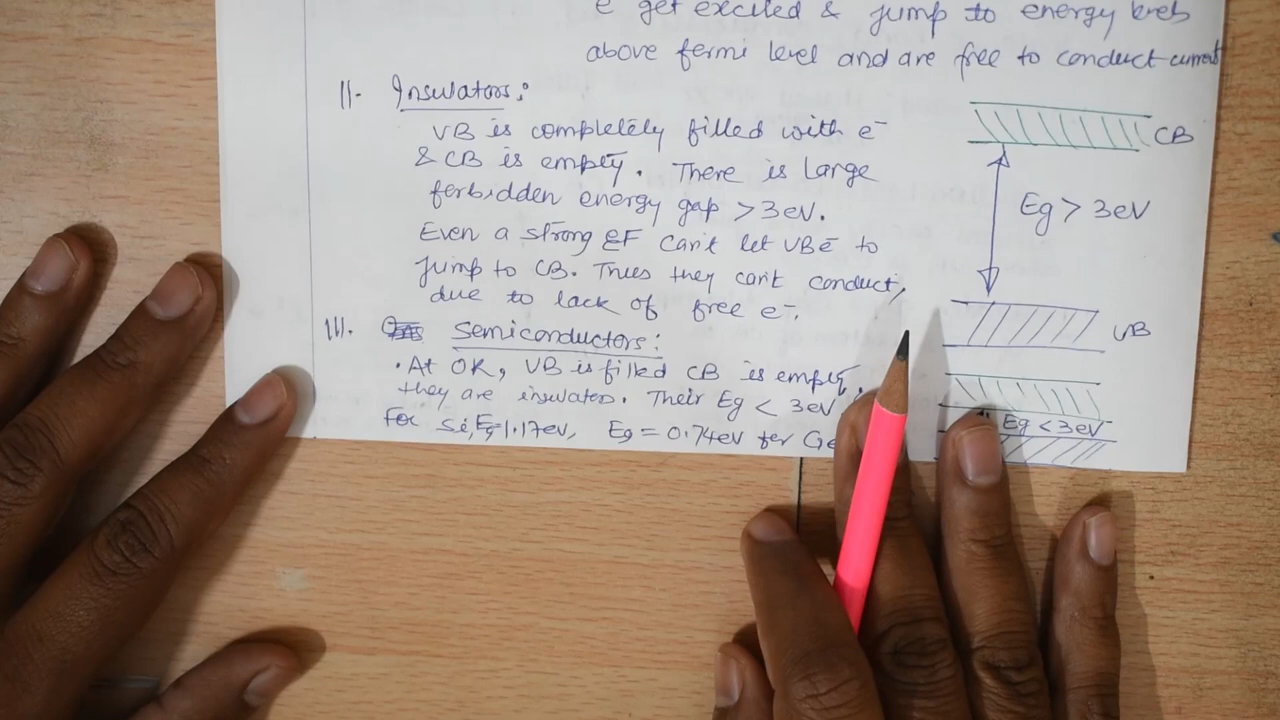 e get excited & jump to energy levels
above fermi level and are free to conduct current
II. Insulators:
VB is completely filled with e⁻
& CB is empty. There is large
forbidden energy gap > 3eV.
Even a strong EF can't let VB e⁻ to
jump to CB. Thus they can't conduct,
due to lack of free e⁻.
CB
Eg > 3eV
VB
III. Semiconductors:
. At 0K, VB is filled CB is empty,
they are insulator. Their Eg < 3eV
For Si, Eg=1.17eV, Eg = 0.74eV for Ge
Eg < 3eV